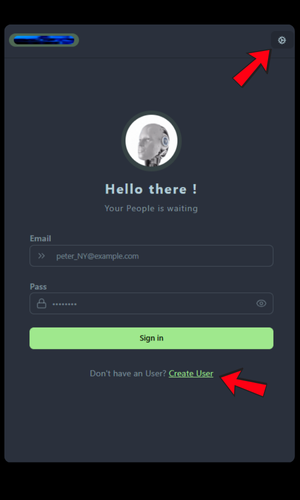 Hello there !
Your People is waiting
Email
peter_NY@example.com
Pass
Sign in
Don't have an User? Create User